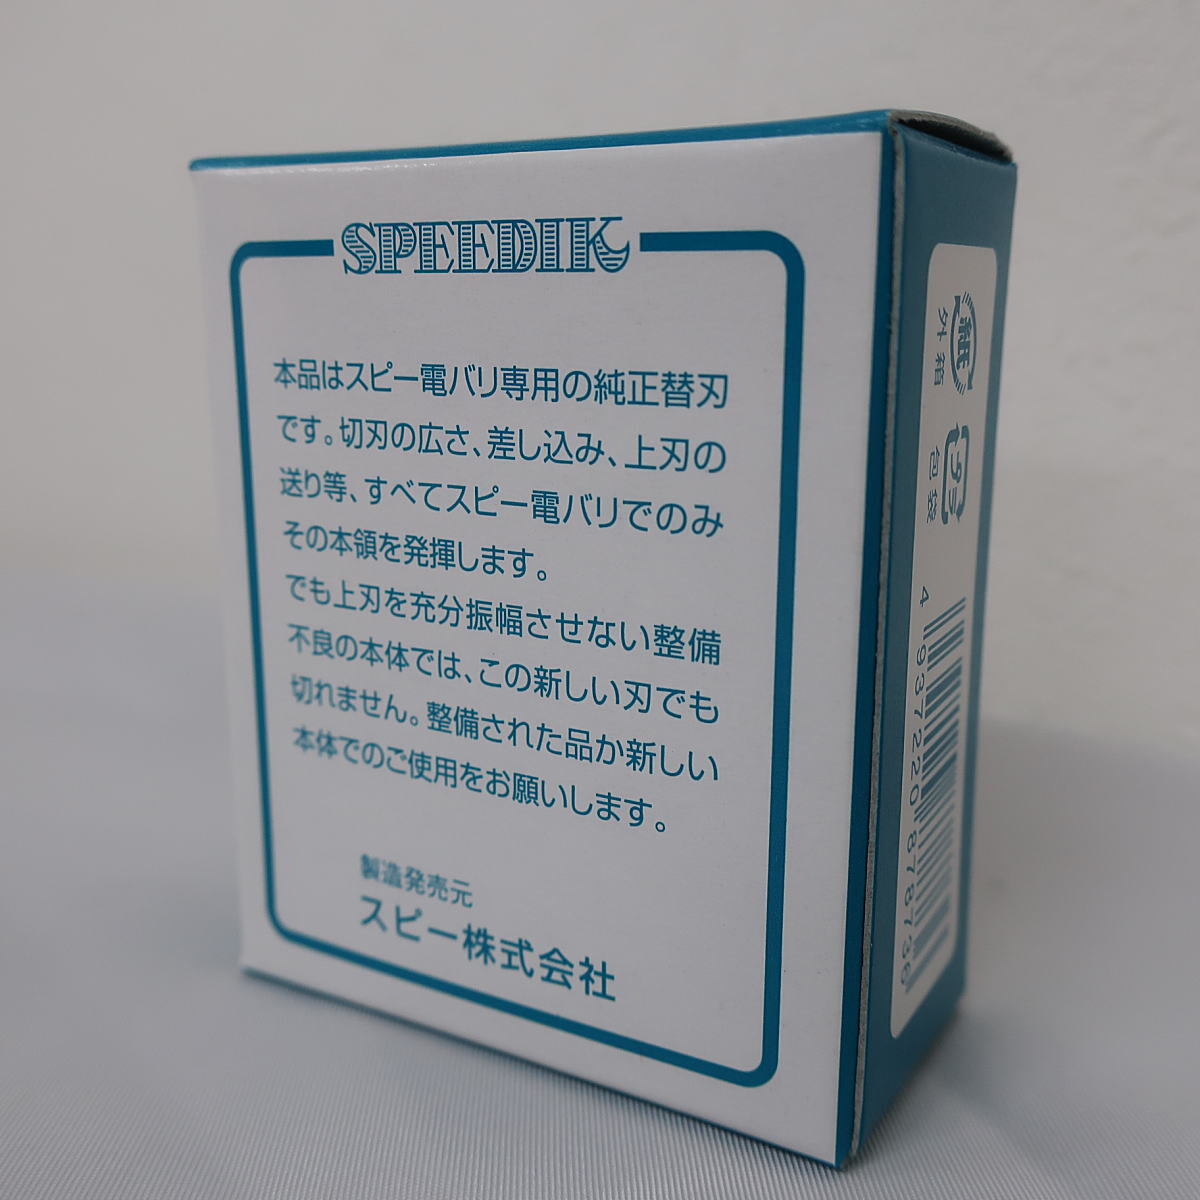 SPEEDIK
本品はスピー電バリ専用の純正替刃
です。切刃の広さ、差し込み、上刃の
送り等、すべてスピー電バリでのみ
その本領を発揮します。
でも上刃を充分振幅させない整備
不良の本体では、この新しい刃でも
切れません。整備された品か新しい
本体でのご使用をお願いします。
製造発売元
スピー株式会社
紙
外箱
プラ
包袋
4 937220 878736